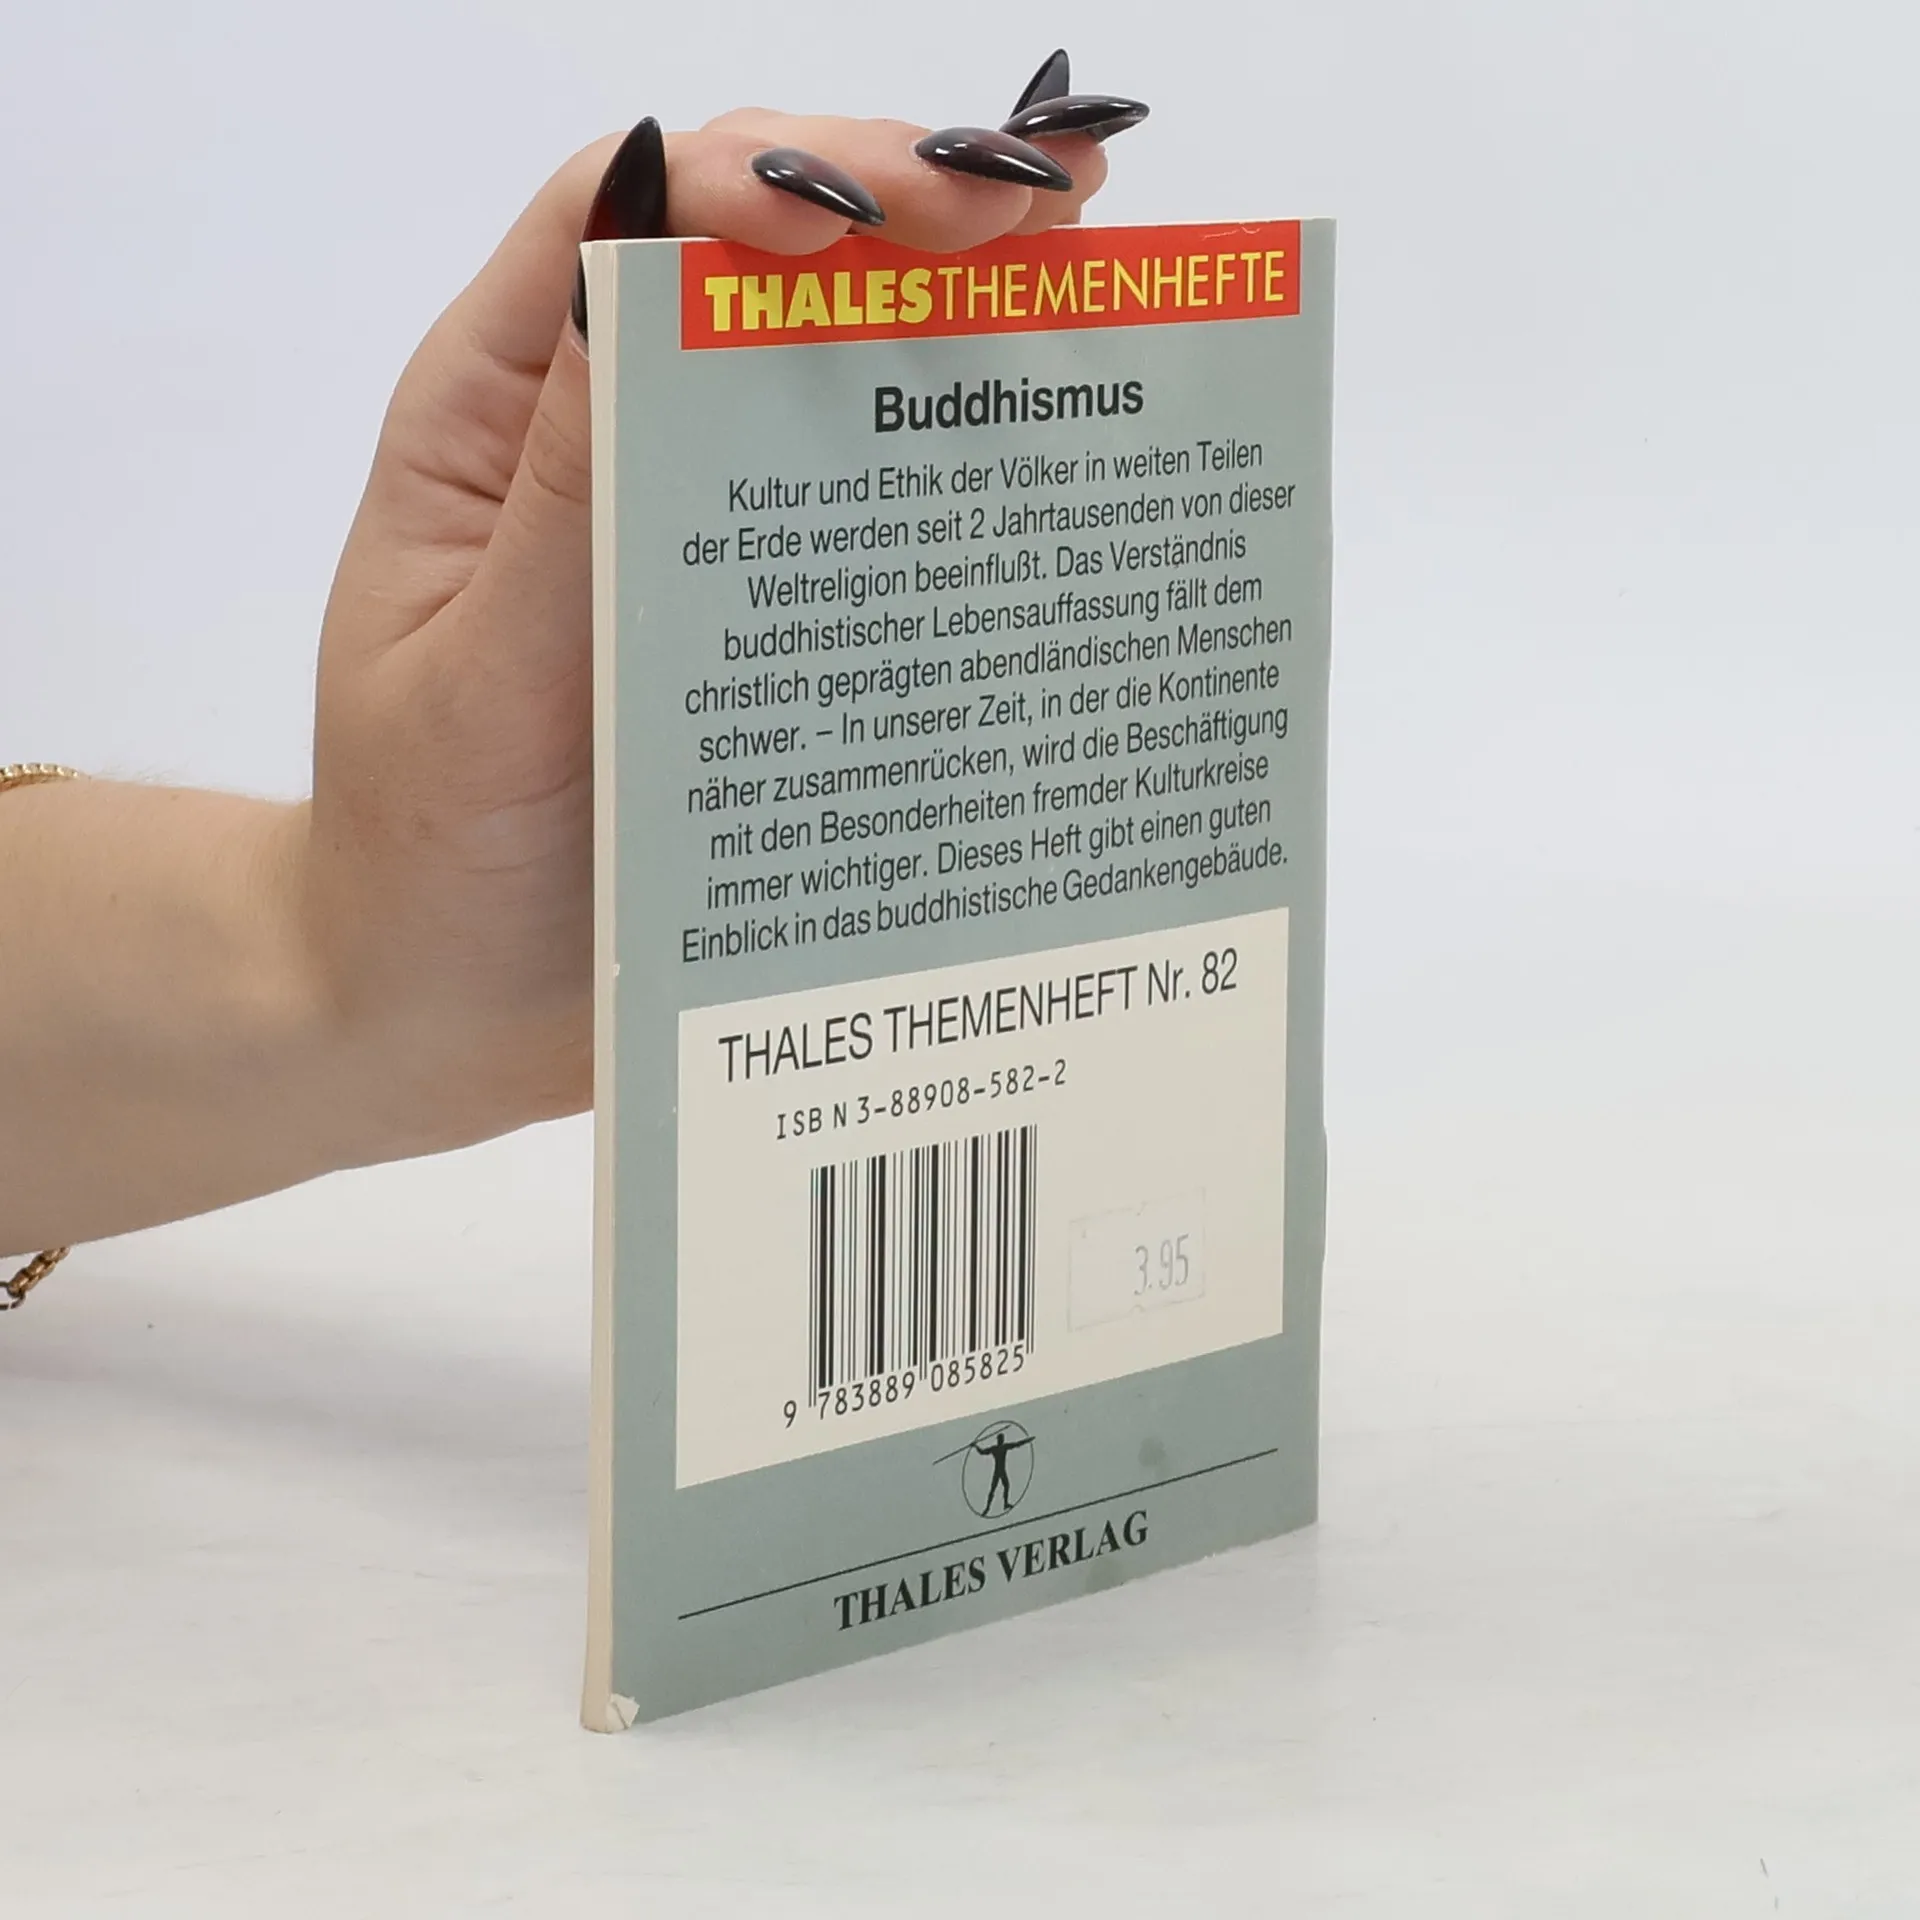 THALESTHEMENHEFTE
Buddhismus
Kultur und Ethik der Völker in weiten Teilen
der Erde werden seit 2 Jahrtausenden von dieser
Weltreligion beeinflußt. Das Verständnis
buddhistischer Lebensauffassung fällt dem
christlich geprägten abendländischen Menschen
schwer. – In unserer Zeit, in der die Kontinente
näher zusammenrücken, wird die Beschäftigung
mit den Besonderheiten fremder Kulturkreise
immer wichtiger. Dieses Heft gibt einen guten
Einblick in das buddhistische Gedankengebäude.
THALES THEMENHEFT Nr. 82
ISBN 3-88908-582-2
3.95
9 783889 085825
THALES VERLAG